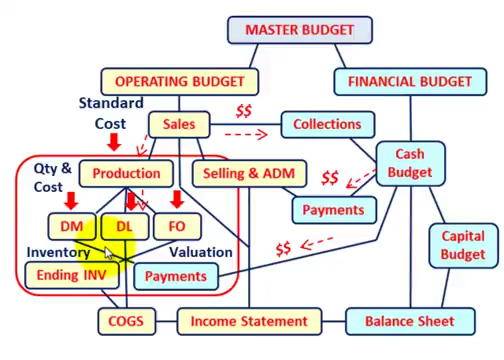 MASTER BUDGET
OPERATING BUDGET
FINANCIAL BUDGET
Standard
Cost
$$
Sales
Collections
Qty &
Cost
Production
Selling & ADM
$$
Cash
Budget
Payments
DM
DL
FO
Capital
Budget
Inventory
Valuation
$$
Ending INV
Payments
COGS
Income Statement
Balance Sheet